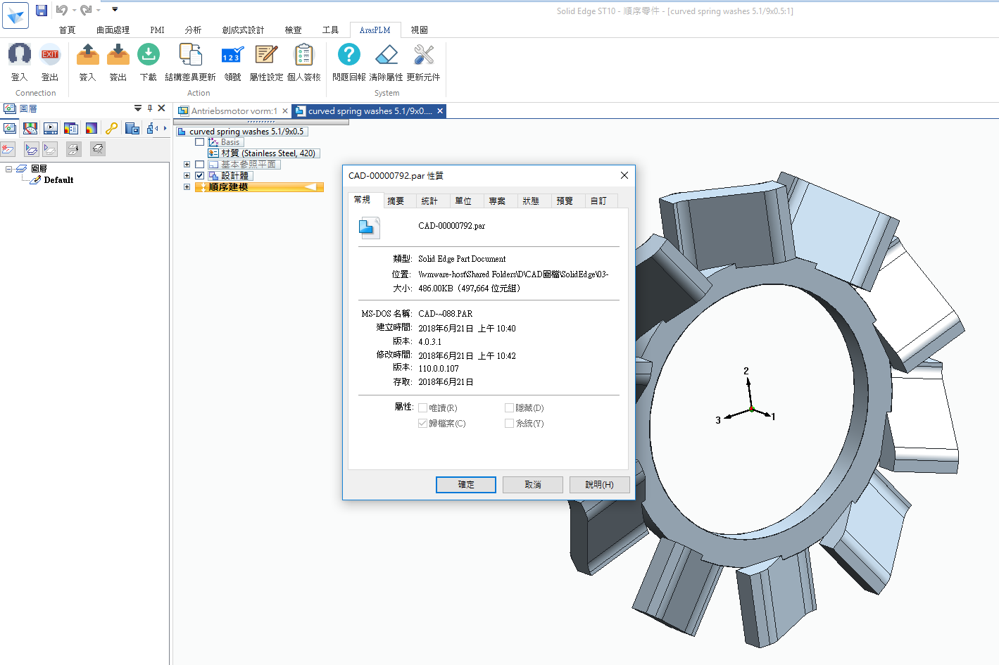 Solid Edge ST10 - 順序零件 - [curved spring washes 5.1/9x0.5:1]
首頁 曲面處理 PMI 分析 創成式設計 檢查 工具 ArasPLM 視圖
EXIT 1 2 3 ?
登入 登出 簽入 簽出 下載 結構差異更新 領號 屬性設定 個人簽核 問題回報 清除屬性 更新元件
Connection Action System
圖層
Antriebsmotor vorm:1 curved spring washes 5.1/9x0....
curved spring washes 5.1/9x0.5
Basis
材質 (Stainless Steel, 420)
基本參照平面
設計體
順序建模
圖層
Default
CAD-00000792.par 性質
常規 摘要 統計 單位 專案 狀態 預覽 自訂
CAD-00000792.par
類型: Solid Edge Part Document
位置: \\vmware-host\Shared Folders\D\CAD圖檔\SolidEdge\03-
大小: 486.00KB (497,664 位元組)
MS-DOS 名稱: CAD-~088.PAR
建立時間: 2018年6月21日 上午 10:40
版本: 4.0.3.1
修改時間: 2018年6月21日 上午 10:42
版本: 110.0.0.107
存取: 2018年6月21日
屬性: 唯讀(R) 隱藏(D)
歸檔案(C) 系統(Y)
確定 取消 說明(H)
2
3 1